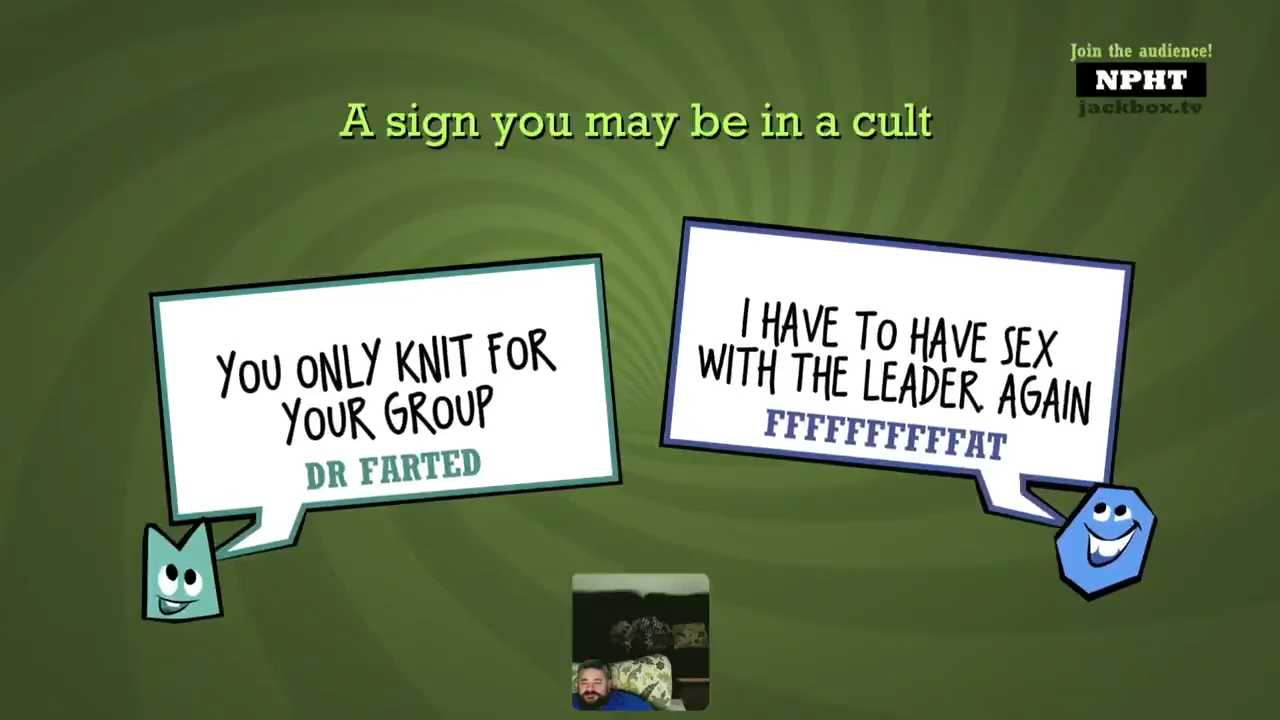 Join the audience!
NPHT
jackbox.tv
A sign you may be in a cult
YOU ONLY KNIT FOR
YOUR GROUP
DR FARTED
I HAVE TO HAVE SEX
WITH THE LEADER. AGAIN
FFFFFFFFFFAT